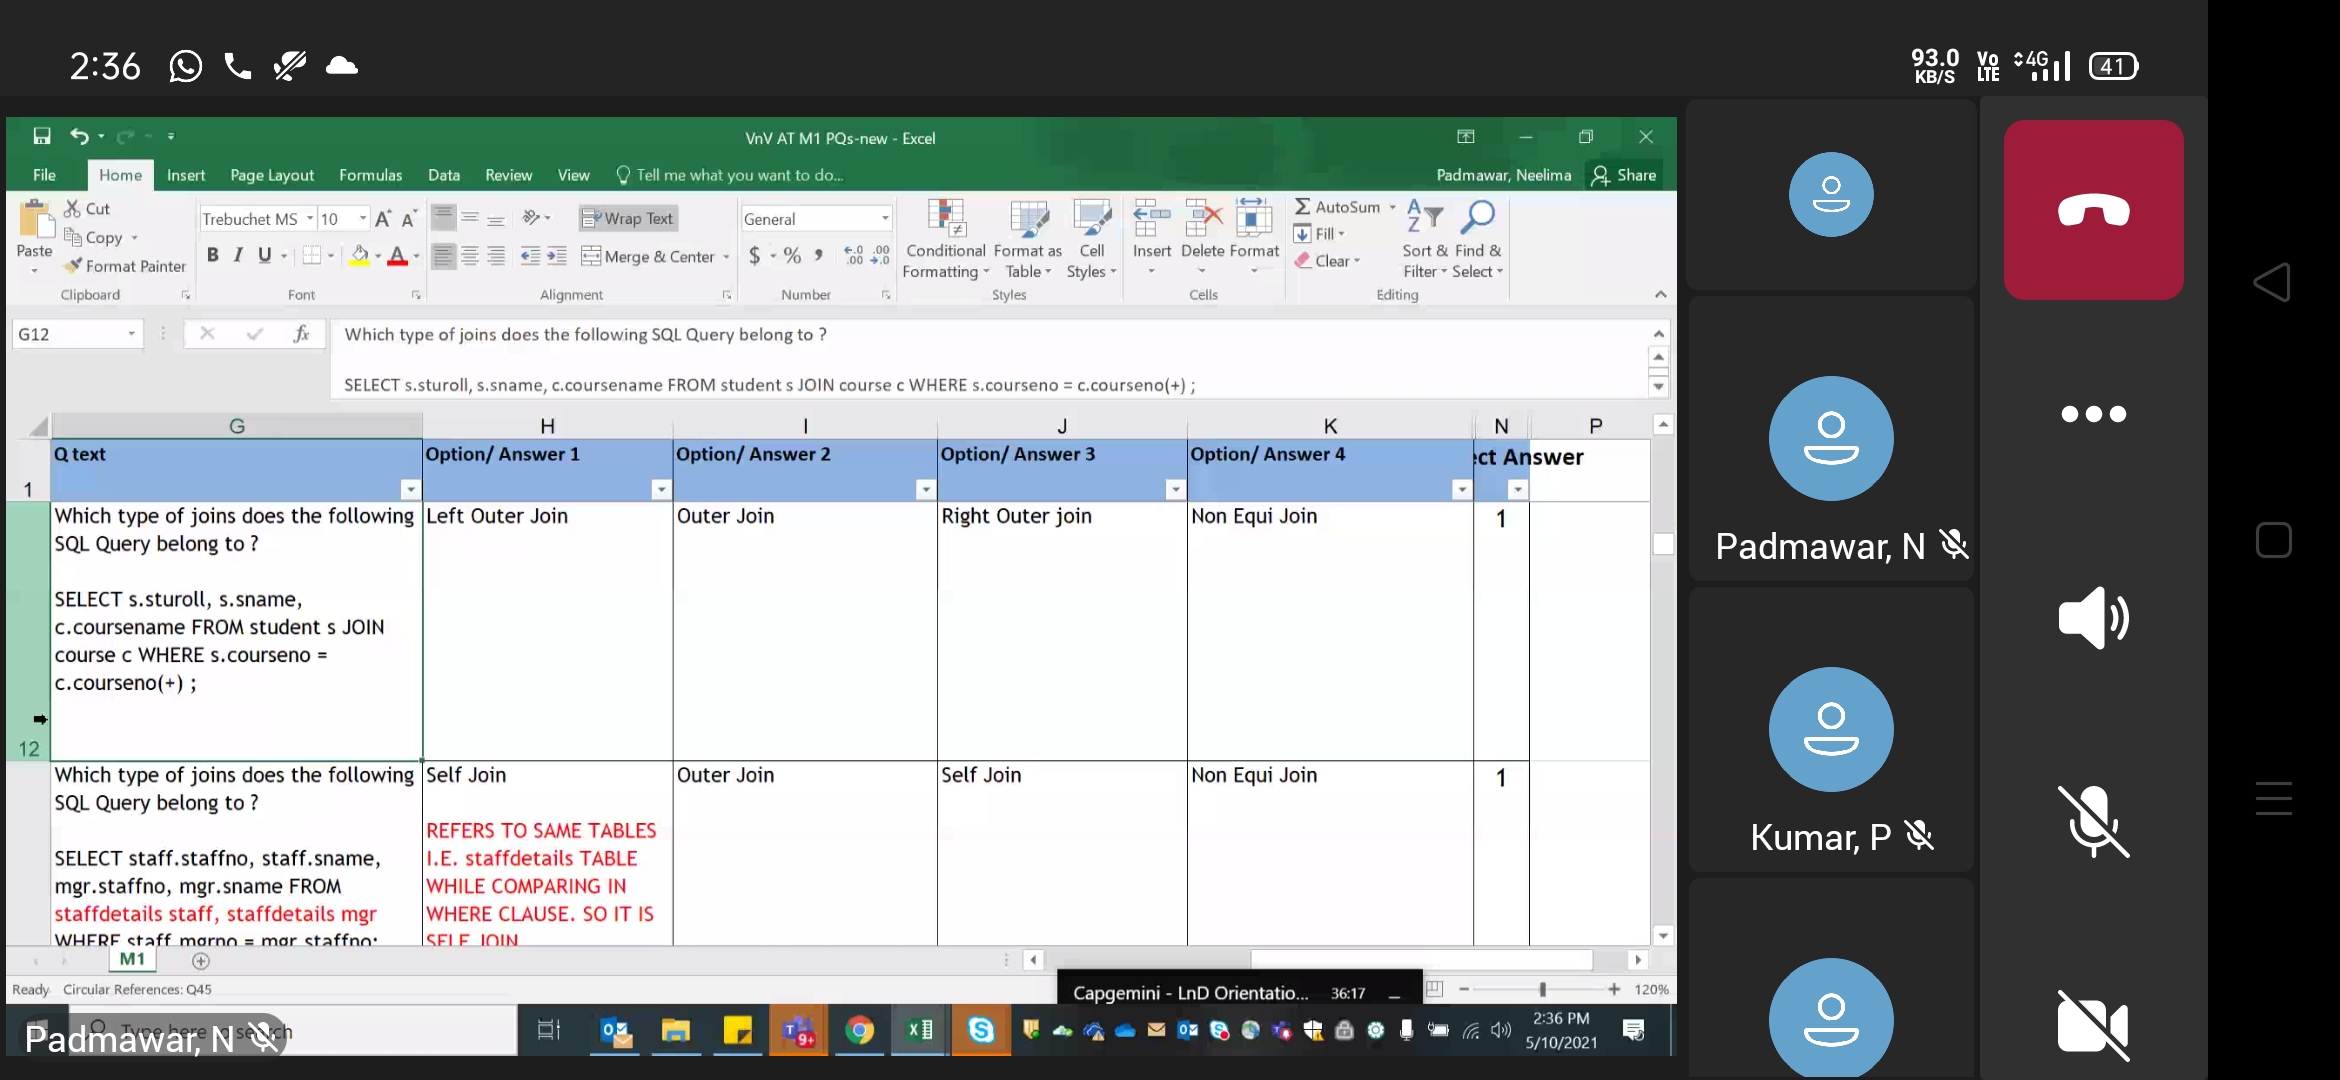 2:36
93.0 KB/S Vo LTE 4G 41
VnV AT M1 PQs-new - Excel
File Home Insert Page Layout Formulas Data Review View Tell me what you want to do... Padmawar, Neelima Share
Cut
Copy
Format Painter
Paste
Clipboard
Trebuchet MS 10 A A
B I U A
Font
Wrap Text
Merge & Center
Alignment
General
$ % , .0 .00 .00 .0
Number
Conditional Formatting
Format as Table
Cell Styles
Styles
Insert Delete Format
Cells
AutoSum
Fill
Clear
Sort & Filter
Find & Select
Editing
G12
fx
Which type of joins does the following SQL Query belong to ?
SELECT s.sturoll, s.sname, c.coursename FROM student s JOIN course c WHERE s.courseno = c.courseno(+) ;
G H I J K N P
1
Q text
Option/ Answer 1
Option/ Answer 2
Option/ Answer 3
Option/ Answer 4
ct Answer
12
Which type of joins does the following
SQL Query belong to ?
SELECT s.sturoll, s.sname,
c.coursename FROM student s JOIN
course c WHERE s.courseno =
c.courseno(+) ;
Left Outer Join
Outer Join
Right Outer join
Non Equi Join
1
Which type of joins does the following
SQL Query belong to ?
SELECT staff.staffno, staff.sname,
mgr.staffno, mgr.sname FROM
staffdetails staff, staffdetails mgr
WHERE staff.mgrno = mgr.staffno;
Self Join
REFERS TO SAME TABLES
I.E. staffdetails TABLE
WHILE COMPARING IN
WHERE CLAUSE. SO IT IS
SELF JOIN
Outer Join
Self Join
Non Equi Join
1
M1
Ready Circular References: Q45
Capgemini - LnD Orientatio... 36:17
120%
Type here to search
9+
2:36 PM
5/10/2021
Padmawar, N
Padmawar, N
Kumar, P